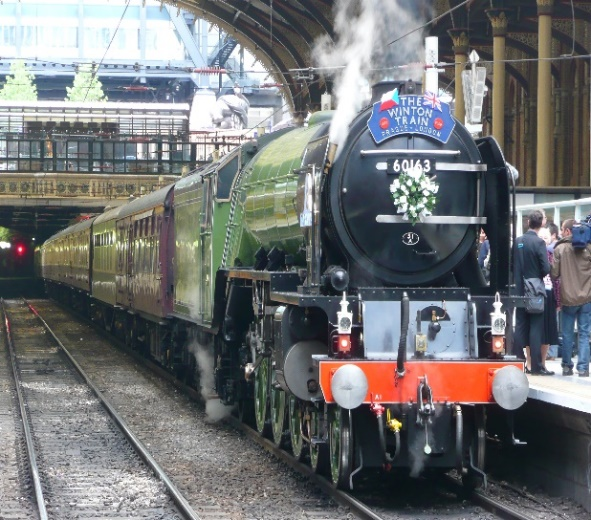 THE
WINTON
TRAIN
PRAGUE-LONDON
60163